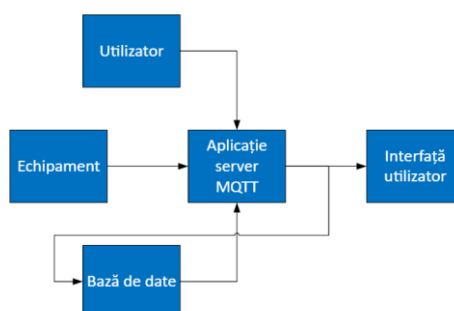 Utilizator
Echipament
Aplicație
server
MQTT
Interfață
utilizator
Bază de date